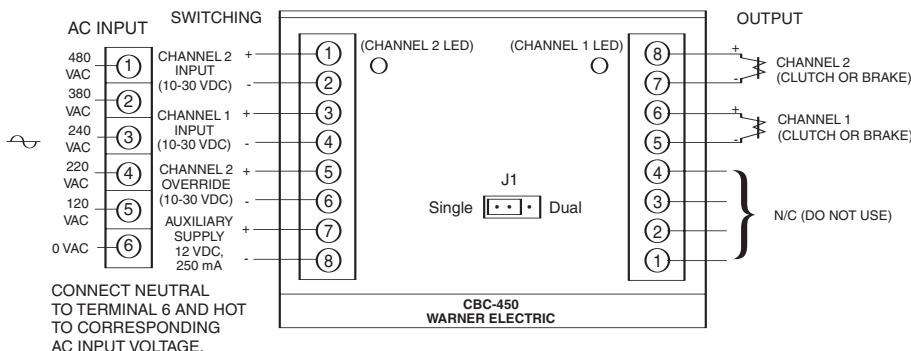 AC INPUT
480
VAC
1
380
VAC
2
240
VAC
3
220
VAC
4
120
VAC
5
0 VAC
6
CONNECT NEUTRAL
TO TERMINAL 6 AND HOT
TO CORRESPONDING
AC INPUT VOLTAGE.
SWITCHING
CHANNEL 2
INPUT
(10-30 VDC)
+
-
CHANNEL 1
INPUT
(10-30 VDC)
+
-
CHANNEL 2
OVERRIDE
(10-30 VDC)
+
-
AUXILIARY
SUPPLY
12 VDC,
250 mA
+
-
1
2
3
4
5
6
7
8
(CHANNEL 2 LED)
(CHANNEL 1 LED)
J1
Single
Dual
CBC-450
WARNER ELECTRIC
8
7
6
5
4
3
2
1
OUTPUT
+
-
CHANNEL 2
(CLUTCH OR BRAKE)
+
-
CHANNEL 1
(CLUTCH OR BRAKE)
N/C (DO NOT USE)